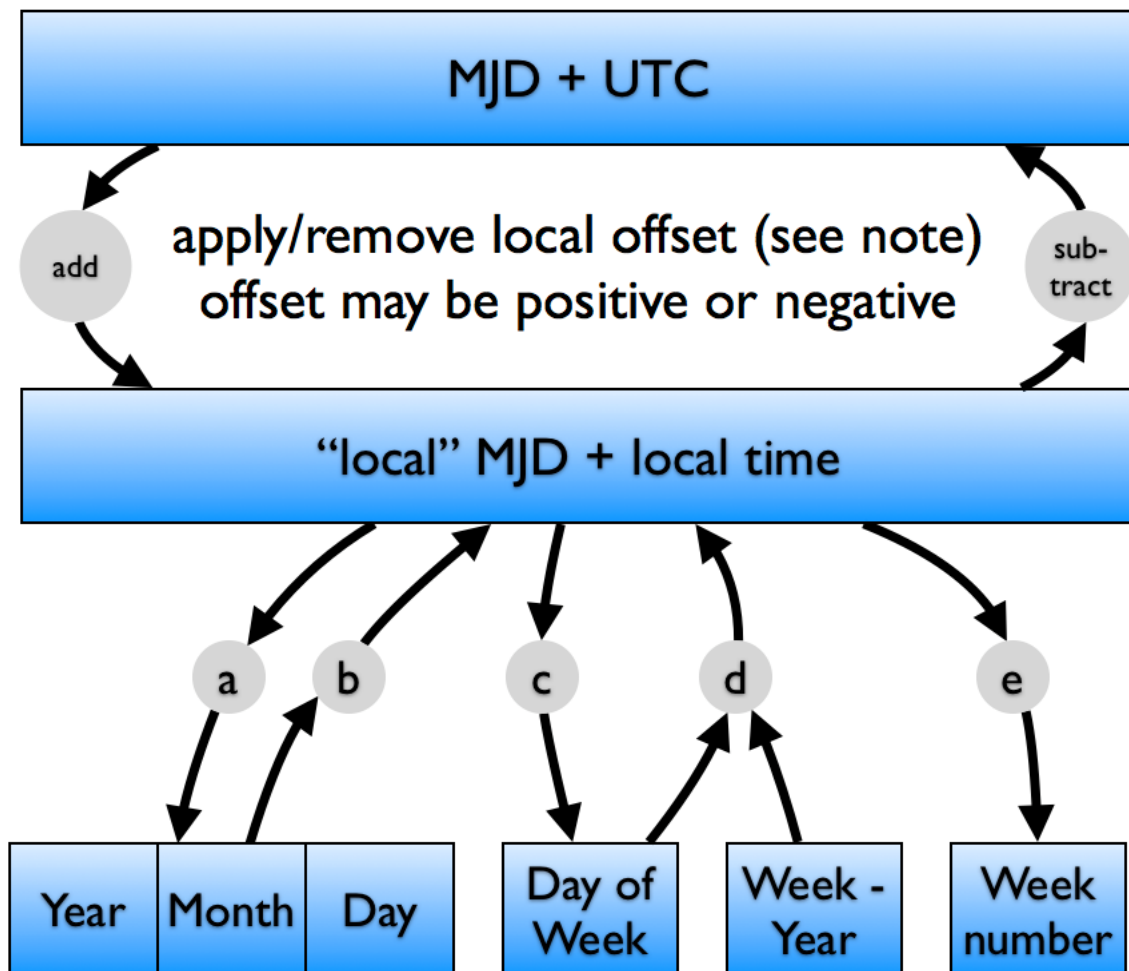 MJD + UTC
add
apply/remove local offset (see note)
offset may be positive or negative
sub-
tract
“local” MJD + local time
a
b
c
d
e
Year
Month
Day
Day of
Week
Week -
Year
Week
number